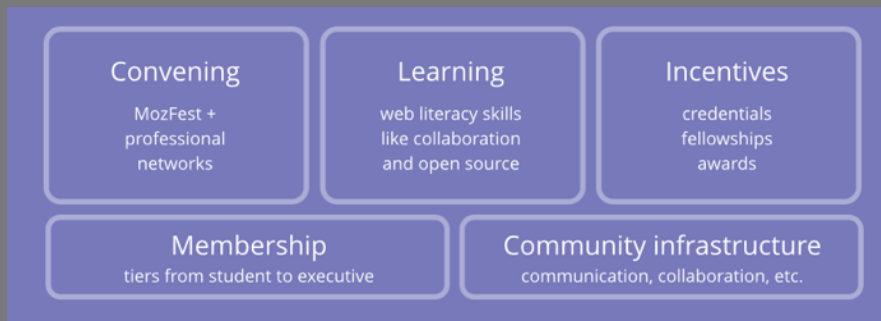 Convening
MozFest +
professional
networks
Learning
web literacy skills
like collaboration
and open source
Incentives
credentials
fellowships
awards
Membership
tiers from student to executive
Community infrastructure
communication, collaboration, etc.